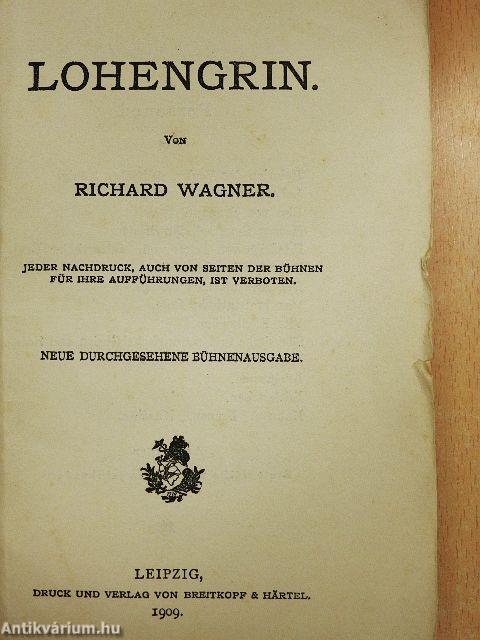 LOHENGRIN.
VON
RICHARD WAGNER.
JEDER NACHDRUCK, AUCH VON SEITEN DER BÜHNEN
FÜR IHRE AUFFÜHRUNGEN, IST VERBOTEN.
NEUE DURCHGESEHENE BÜHNENAUSGABE.
LEIPZIG,
DRUCK UND VERLAG VON BREITKOPF & HÄRTEL.
1909.
Antikvárium.hu